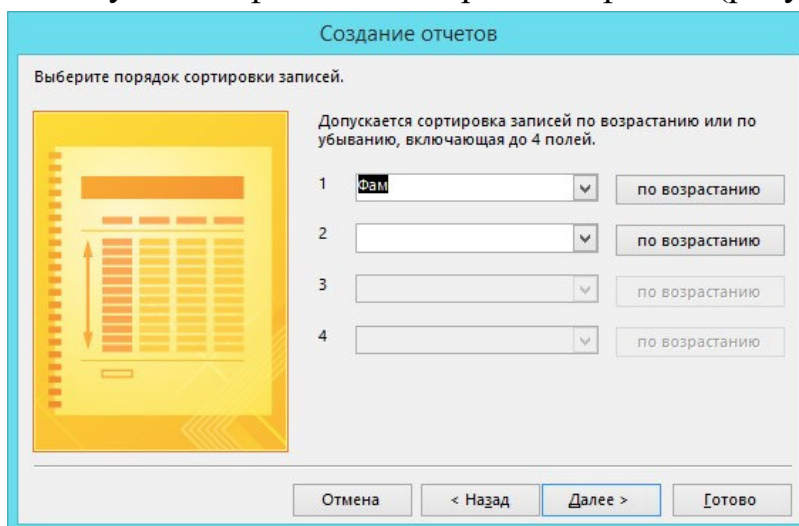 Создание отчетов
Выберите порядок сортировки записей.
Допускается сортировка записей по возрастанию или по
убыванию, включающая до 4 полей.
1 Фам по возрастанию
2 по возрастанию
3 по возрастанию
4 по возрастанию
Отмена < Назад Далее > Готово